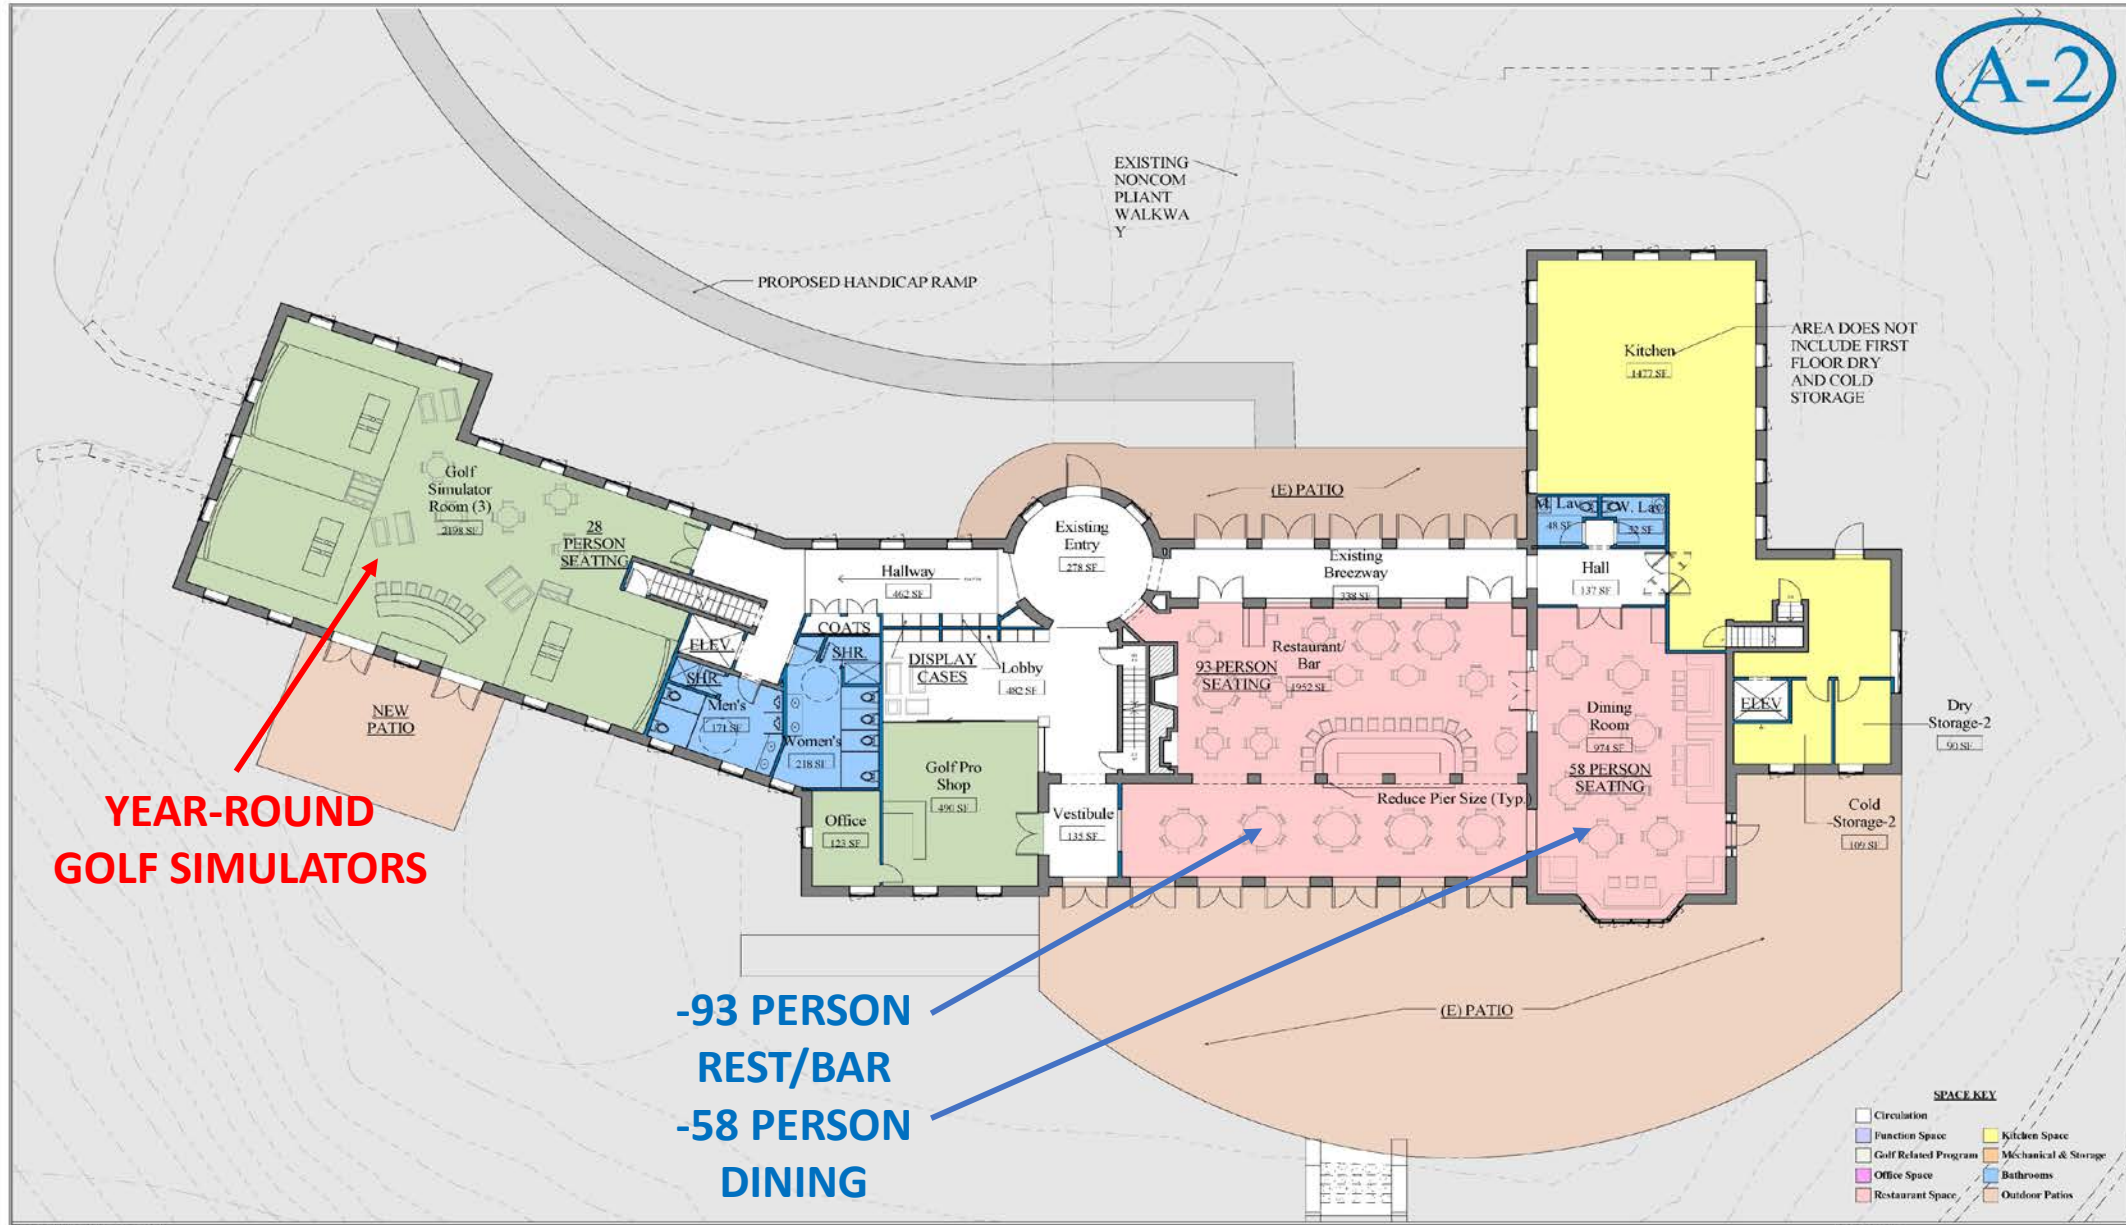 A-2
EXISTING
NONCOM
PLIANT
WALKWA
Y
PROPOSED HANDICAP RAMP
AREA DOES NOT
INCLUDE FIRST
FLOOR DRY
AND COLD
STORAGE
Kitchen
1477 SF
Golf
Simulator
Room (3)
2198 SF
28
PERSON
SEATING
(E) PATIO
Existing
Entry
278 SF
M. Lav
48 SF
W. Lav
52 SF
Hallway
462 SF
Existing
Breezway
338 SF
Hall
137 SF
COATS
ELEV.
SHR.
SHR.
DISPLAY
CASES
Lobby
482 SF
93 PERSON
SEATING
Restaurant/
Bar
1952 SF
Men's
171 SF
Women's
218 SF
NEW
PATIO
Dining
Room
974 SF
58 PERSON
SEATING
ELEV
Dry
Storage-2
90 SF
Golf Pro
Shop
490 SF
Reduce Pier Size (Typ.)
Cold
Storage-2
109 SF
Office
123 SF
Vestibule
135 SF
YEAR-ROUND
GOLF SIMULATORS
-93 PERSON
REST/BAR
-58 PERSON
DINING
(E) PATIO
SPACE KEY
Circulation
Function Space
Golf Related Program
Office Space
Restaurant Space
Kitchen Space
Mechanical & Storage
Bathrooms
Outdoor Patios